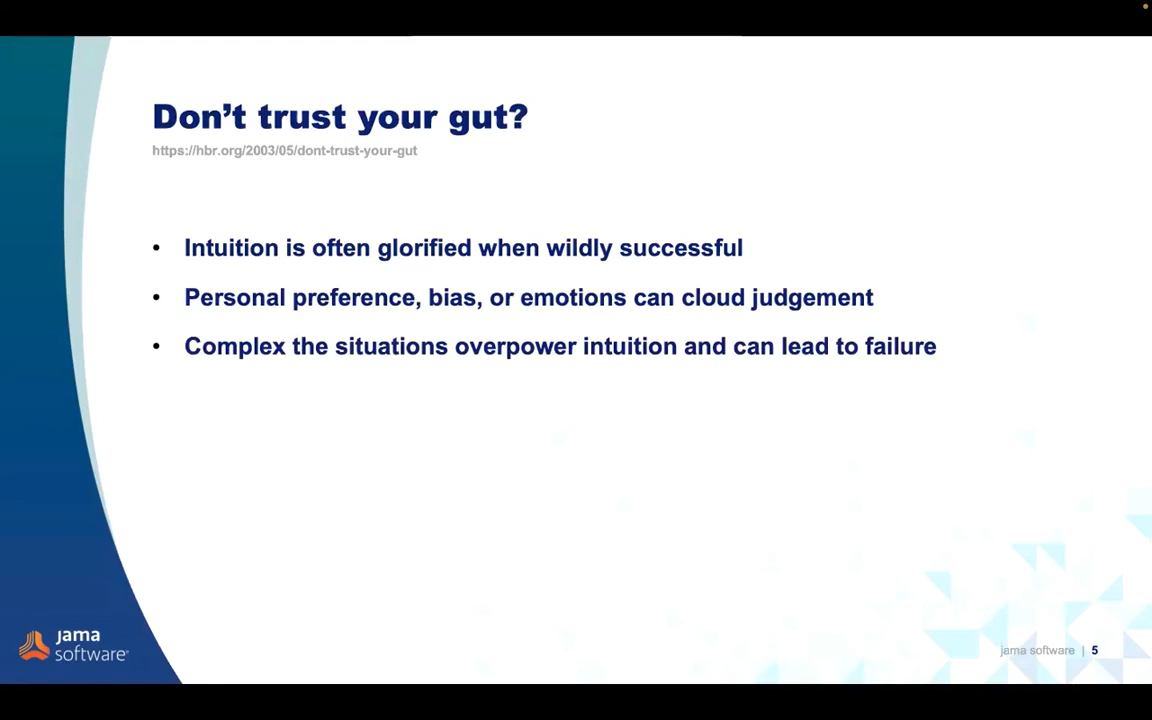 Don’t trust your gut?
https://hbr.org/2003/05/dont-trust-your-gut
• Intuition is often glorified when wildly successful
• Personal preference, bias, or emotions can cloud judgement
• Complex the situations overpower intuition and can lead to failure
jama
software®
jama software | 5